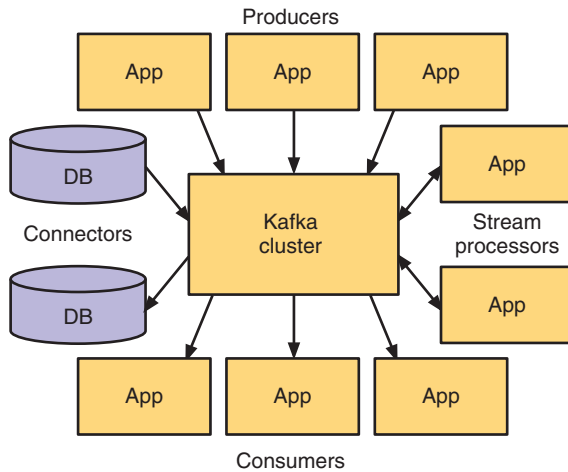 Producers
App
App
App
DB
App
Connectors
Kafka
cluster
Stream
processors
DB
App
App
App
App
Consumers